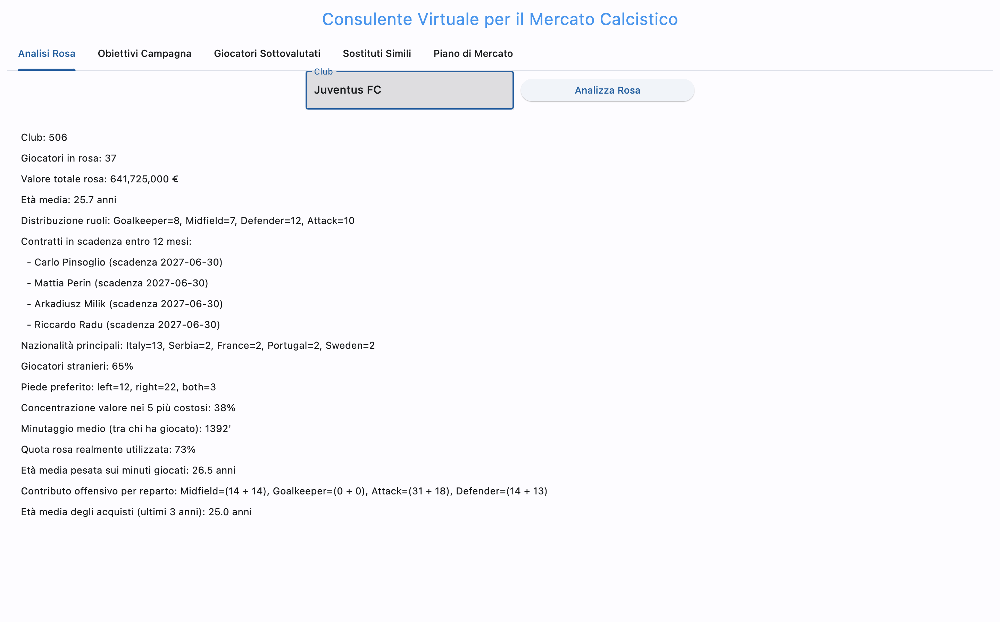 Consulente Virtuale per il Mercato Calcistico
Analisi Rosa Obiettivi Campagna Giocatori Sottovalutati Sostituti Simili Piano di Mercato
Club
Juventus FC Analizza Rosa
Club: 506
Giocatori in rosa: 37
Valore totale rosa: 641,725,000 €
Età media: 25.7 anni
Distribuzione ruoli: Goalkeeper=8, Midfield=7, Defender=12, Attack=10
Contratti in scadenza entro 12 mesi:
- Carlo Pinsoglio (scadenza 2027-06-30)
- Mattia Perin (scadenza 2027-06-30)
- Arkadiusz Milik (scadenza 2027-06-30)
- Riccardo Radu (scadenza 2027-06-30)
Nazionalità principali: Italy=13, Serbia=2, France=2, Portugal=2, Sweden=2
Giocatori stranieri: 65%
Piede preferito: left=12, right=22, both=3
Concentrazione valore nei 5 più costosi: 38%
Minutaggio medio (tra chi ha giocato): 1392'
Quota rosa realmente utilizzata: 73%
Età media pesata sui minuti giocati: 26.5 anni
Contributo offensivo per reparto: Midfield=(14 + 14), Goalkeeper=(0 + 0), Attack=(31 + 18), Defender=(14 + 13)
Età media degli acquisti (ultimi 3 anni): 25.0 anni